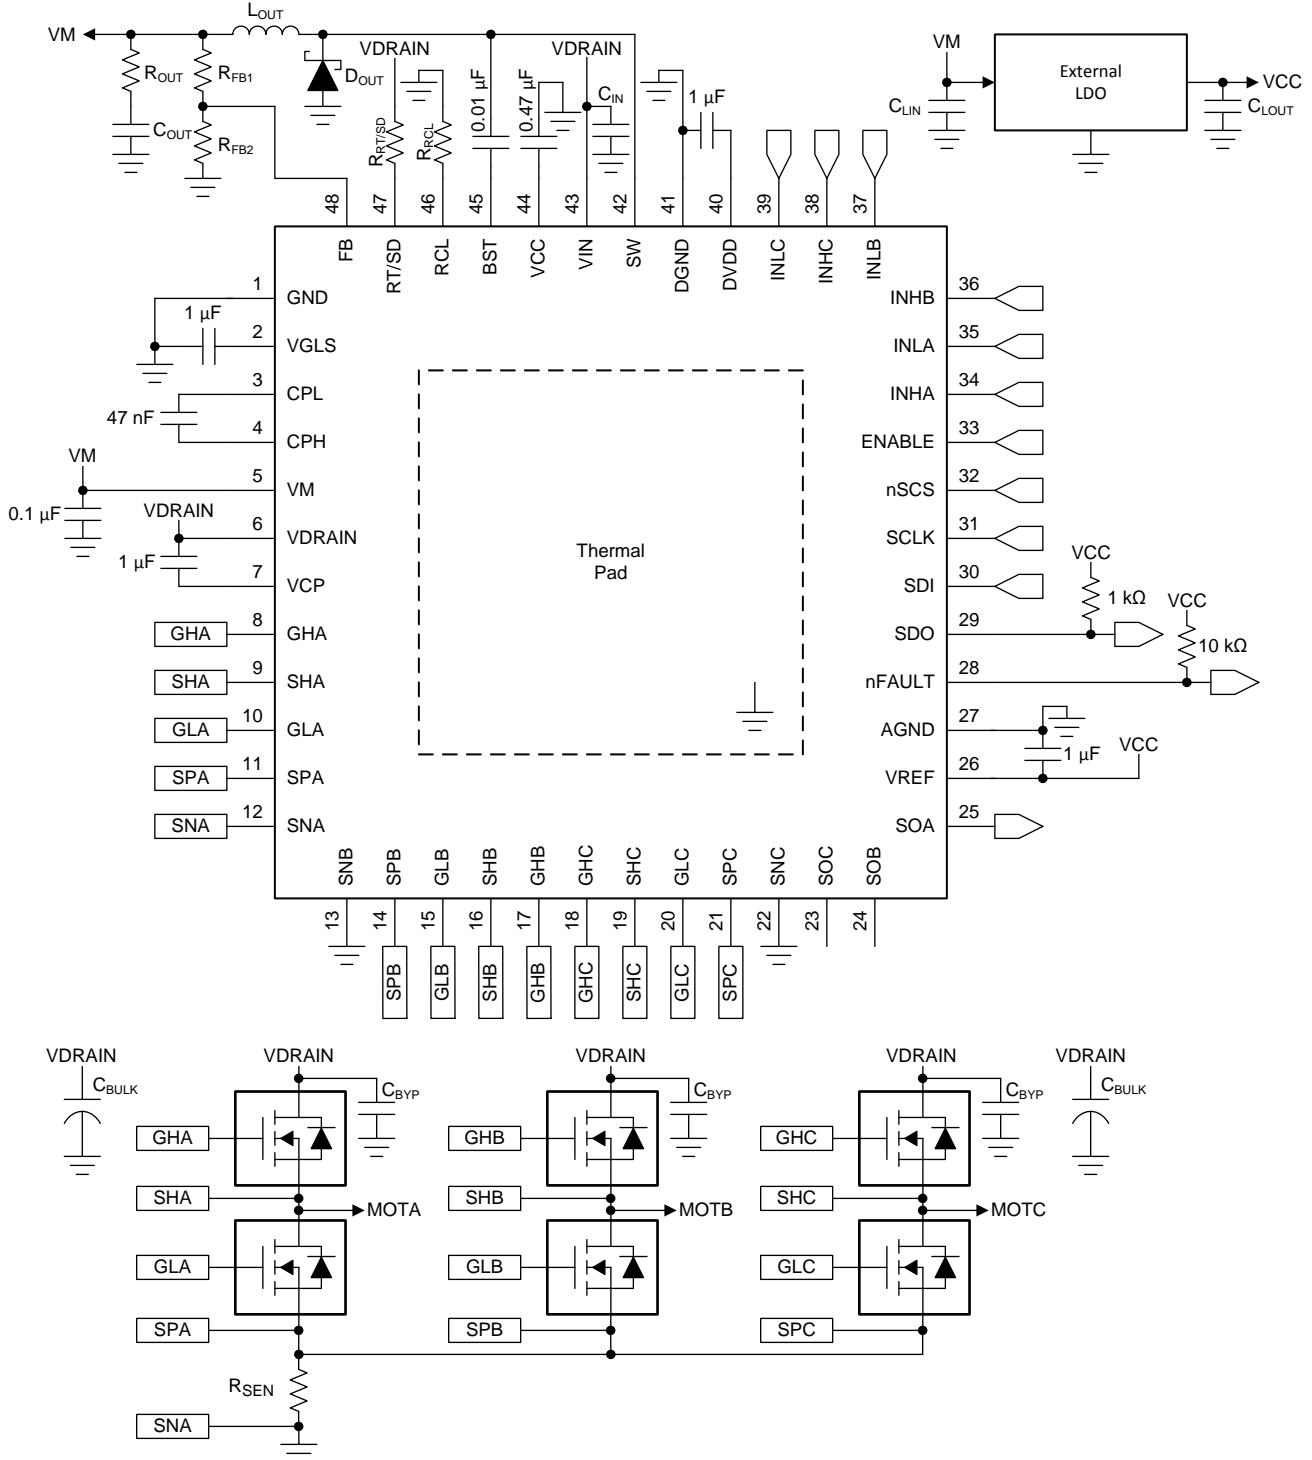 LOUT
VM
VDRAIN
VDRAIN
VM
ROUT
RFB1
DOUT
0.01 µF
0.47 µF
CIN
1 µF
External
LDO
VCC
CLIN
CLOUT
COUT
RFB2
RRT/SD
RRCL
48
47
46
45
44
43
42
41
40
39
38
37
FB
RT/SD
RCL
BST
VCC
VIN
SW
DGND
DVDD
INLC
INHC
INLB
1
GND
1 µF
2
VGLS
3
CPL
47 nF
4
CPH
VM
5
VM
0.1 µF
VDRAIN
6
VDRAIN
1 µF
7
VCP
GHA
8
GHA
SHA
9
SHA
GLA
10
GLA
SPA
11
SPA
SNA
12
SNA
Thermal
Pad
INHB
36
INLA
35
INHA
34
ENABLE
33
nSCS
32
SCLK
31
VCC
SDI
30
1 kΩ
VCC
SDO
29
10 kΩ
nFAULT
28
AGND
27
1 µF
VCC
VREF
26
SOA
25
SNB
SPB
GLB
SHB
GHB
GHC
SHC
GLC
SPC
SNC
SOC
SOB
13
14
15
16
17
18
19
20
21
22
23
24
SPB
GLB
SHB
GHB
GHC
SHC
GLC
SPC
VDRAIN
VDRAIN
VDRAIN
VDRAIN
VDRAIN
CBULK
CBYP
CBYP
CBYP
CBULK
GHA
GHB
GHC
SHA
SHB
SHC
MOTA
MOTB
MOTC
GLA
GLB
GLC
SPA
SPB
SPC
RSEN
SNA